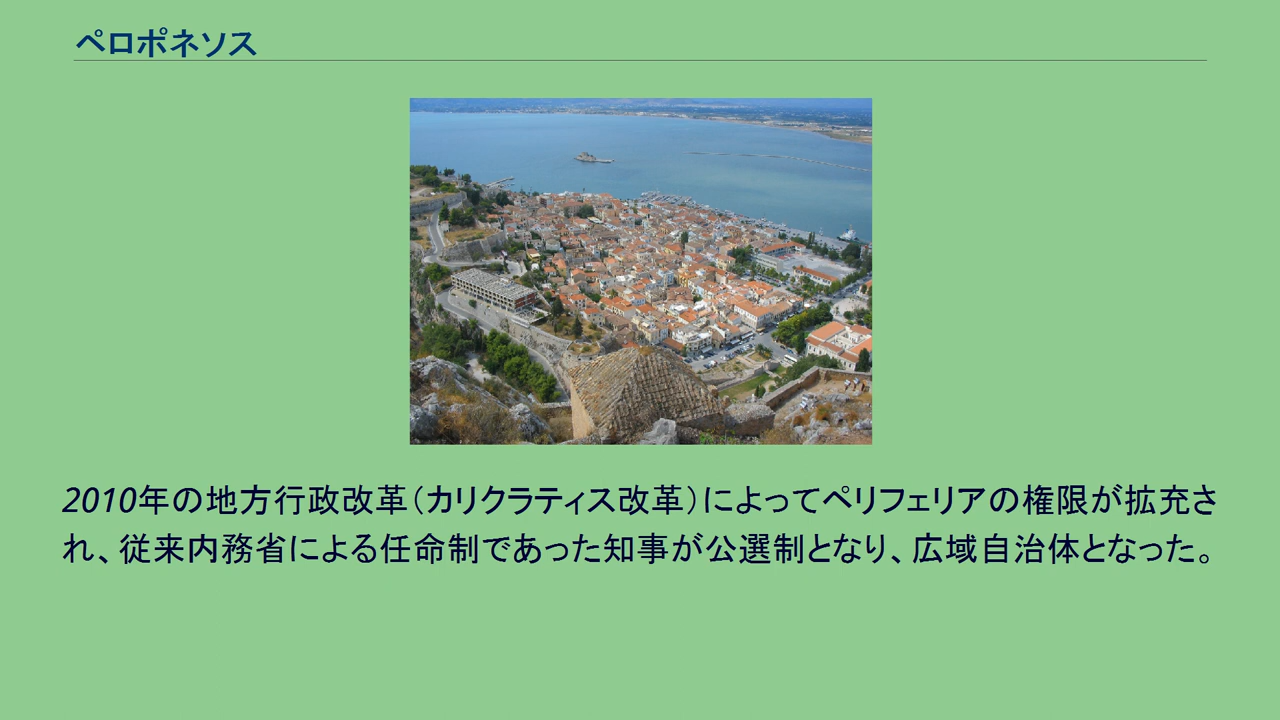 ペロポネソス
2010年の地方行政改革（カリクラティス改革）によってペリフェリアの権限が拡充さ
れ、従来内務省による任命制であった知事が公選制となり、広域自治体となった。